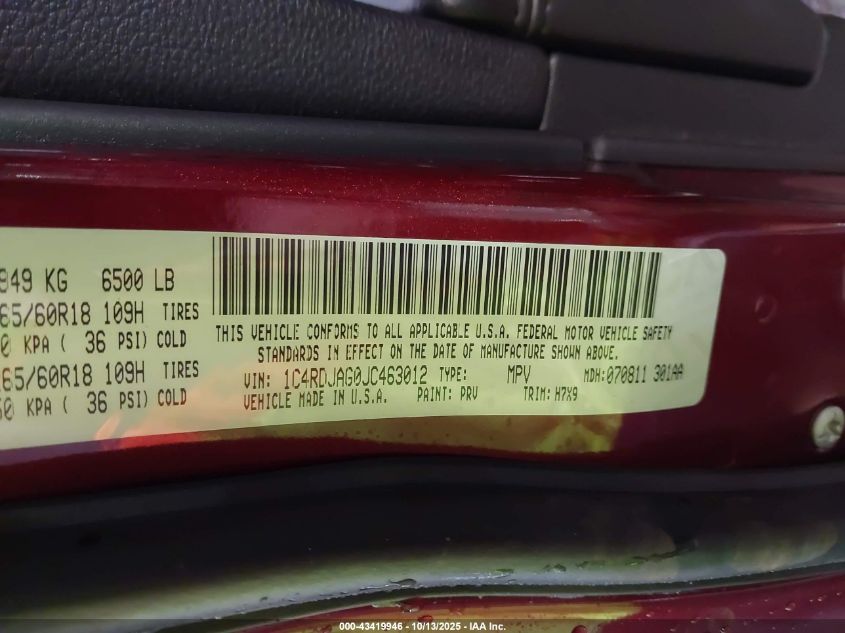 949 KG 6500 LB
65/60R18 109H TIRES
0 KPA ( 36 PSI) COLD
65/60R18 109H TIRES
50 KPA ( 36 PSI) COLD
THIS VEHICLE CONFORMS TO ALL APPLICABLE U.S.A. FEDERAL MOTOR VEHICLE SAFETY
STANDARDS IN EFFECT ON THE DATE OF MANUFACTURE SHOWN ABOVE.
VIN: 1C4RDJAG0JC463012 TYPE: MPV MDH:070811 301AA
VEHICLE MADE IN U.S.A. PAINT: PRV TRIM: H7X9
000-43419946 - 10/13/2025 - IAA Inc.